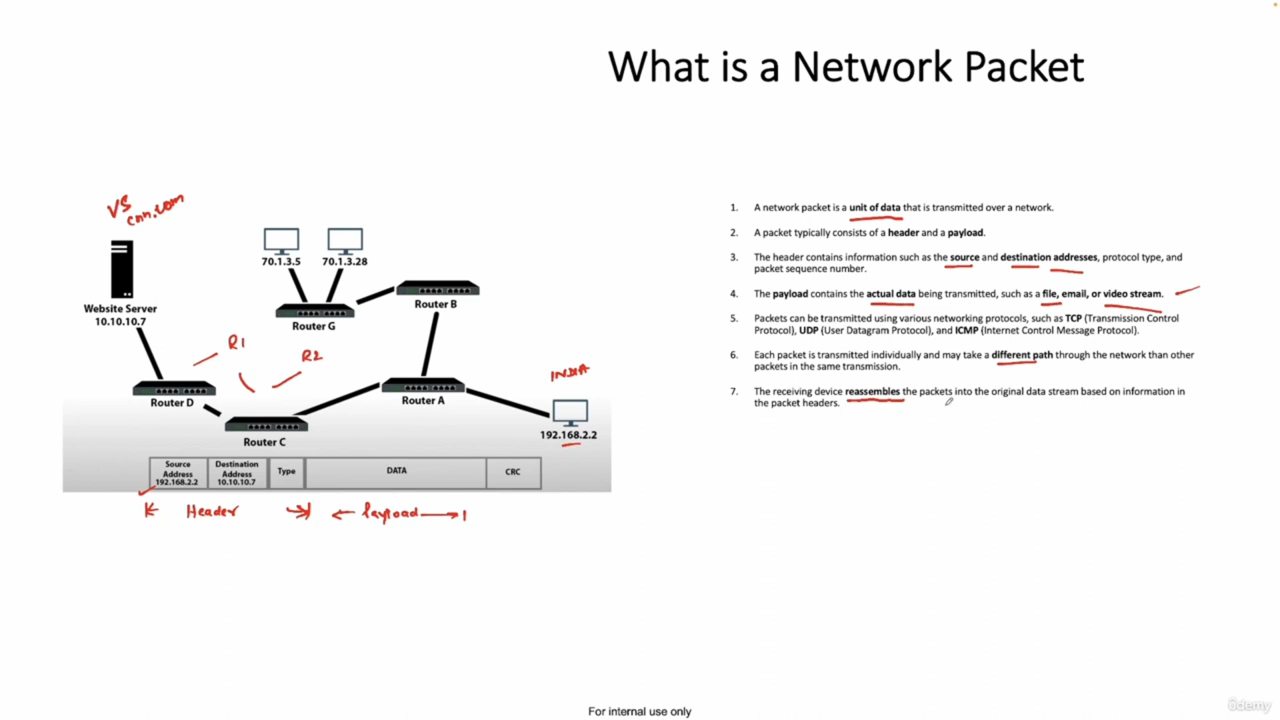 What is a Network Packet
VS
cnn.com
70.1.3.5
70.1.3.28
Router B
Website Server
10.10.10.7
Router G
R1
R2
INDIA
Router D
Router A
Router C
192.168.2.2
Source
Address
192.168.2.2
Destination
Address
10.10.10.7
Type
DATA
CRC
Header
Payload
1. A network packet is a unit of data that is transmitted over a network.
2. A packet typically consists of a header and a payload.
3. The header contains information such as the source and destination addresses, protocol type, and
packet sequence number.
4. The payload contains the actual data being transmitted, such as a file, email, or video stream.
5. Packets can be transmitted using various networking protocols, such as TCP (Transmission Control
Protocol), UDP (User Datagram Protocol), and ICMP (Internet Control Message Protocol).
6. Each packet is transmitted individually and may take a different path through the network than other
packets in the same transmission.
7. The receiving device reassembles the packets into the original data stream based on information in
the packet headers.
For internal use only
ûdemy